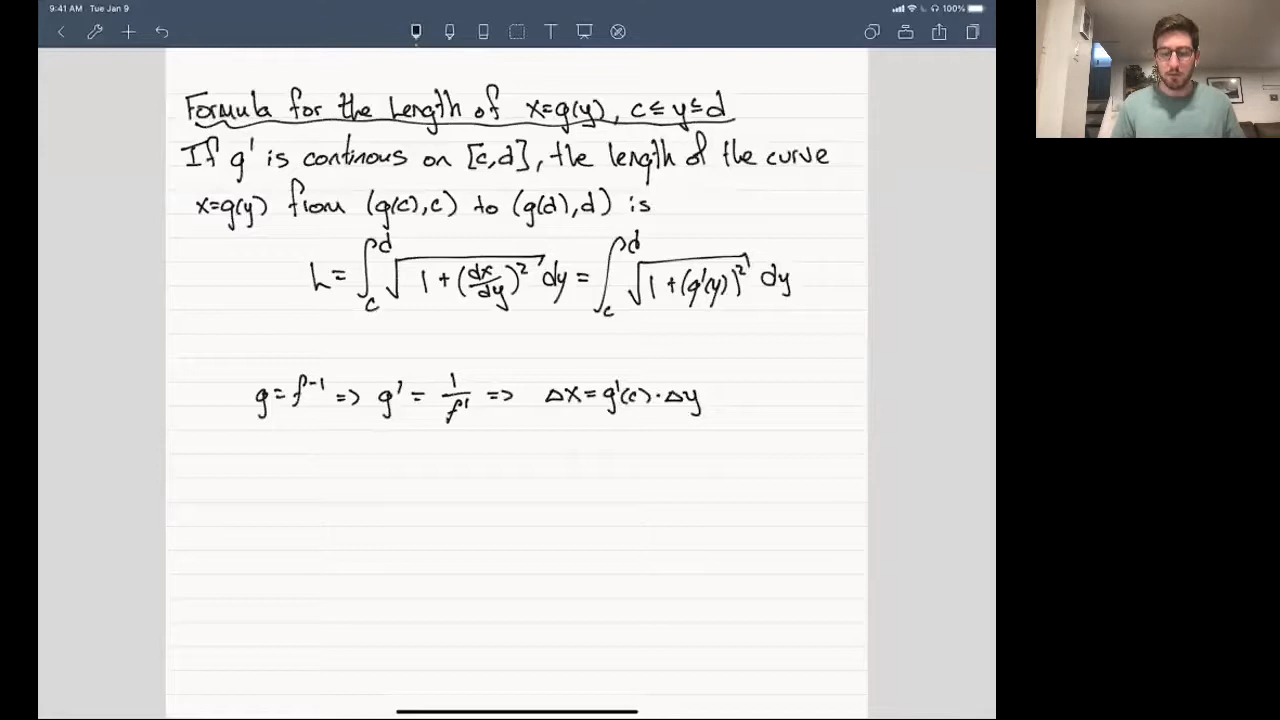 9:41 AM Tue Jan 9
100%
Formula for the Length of x=g(y), c ≤ y ≤ d
If g' is continous on [c,d], the length of the curve
x=g(y) from (g(c),c) to (g(d),d) is
L = ∫_c^d √(1 + (dx/dy)²) dy = ∫_c^d √(1 + (g'(y))²) dy
g = f⁻¹ => g' = 1/f' => Δx = g'(c)·Δy